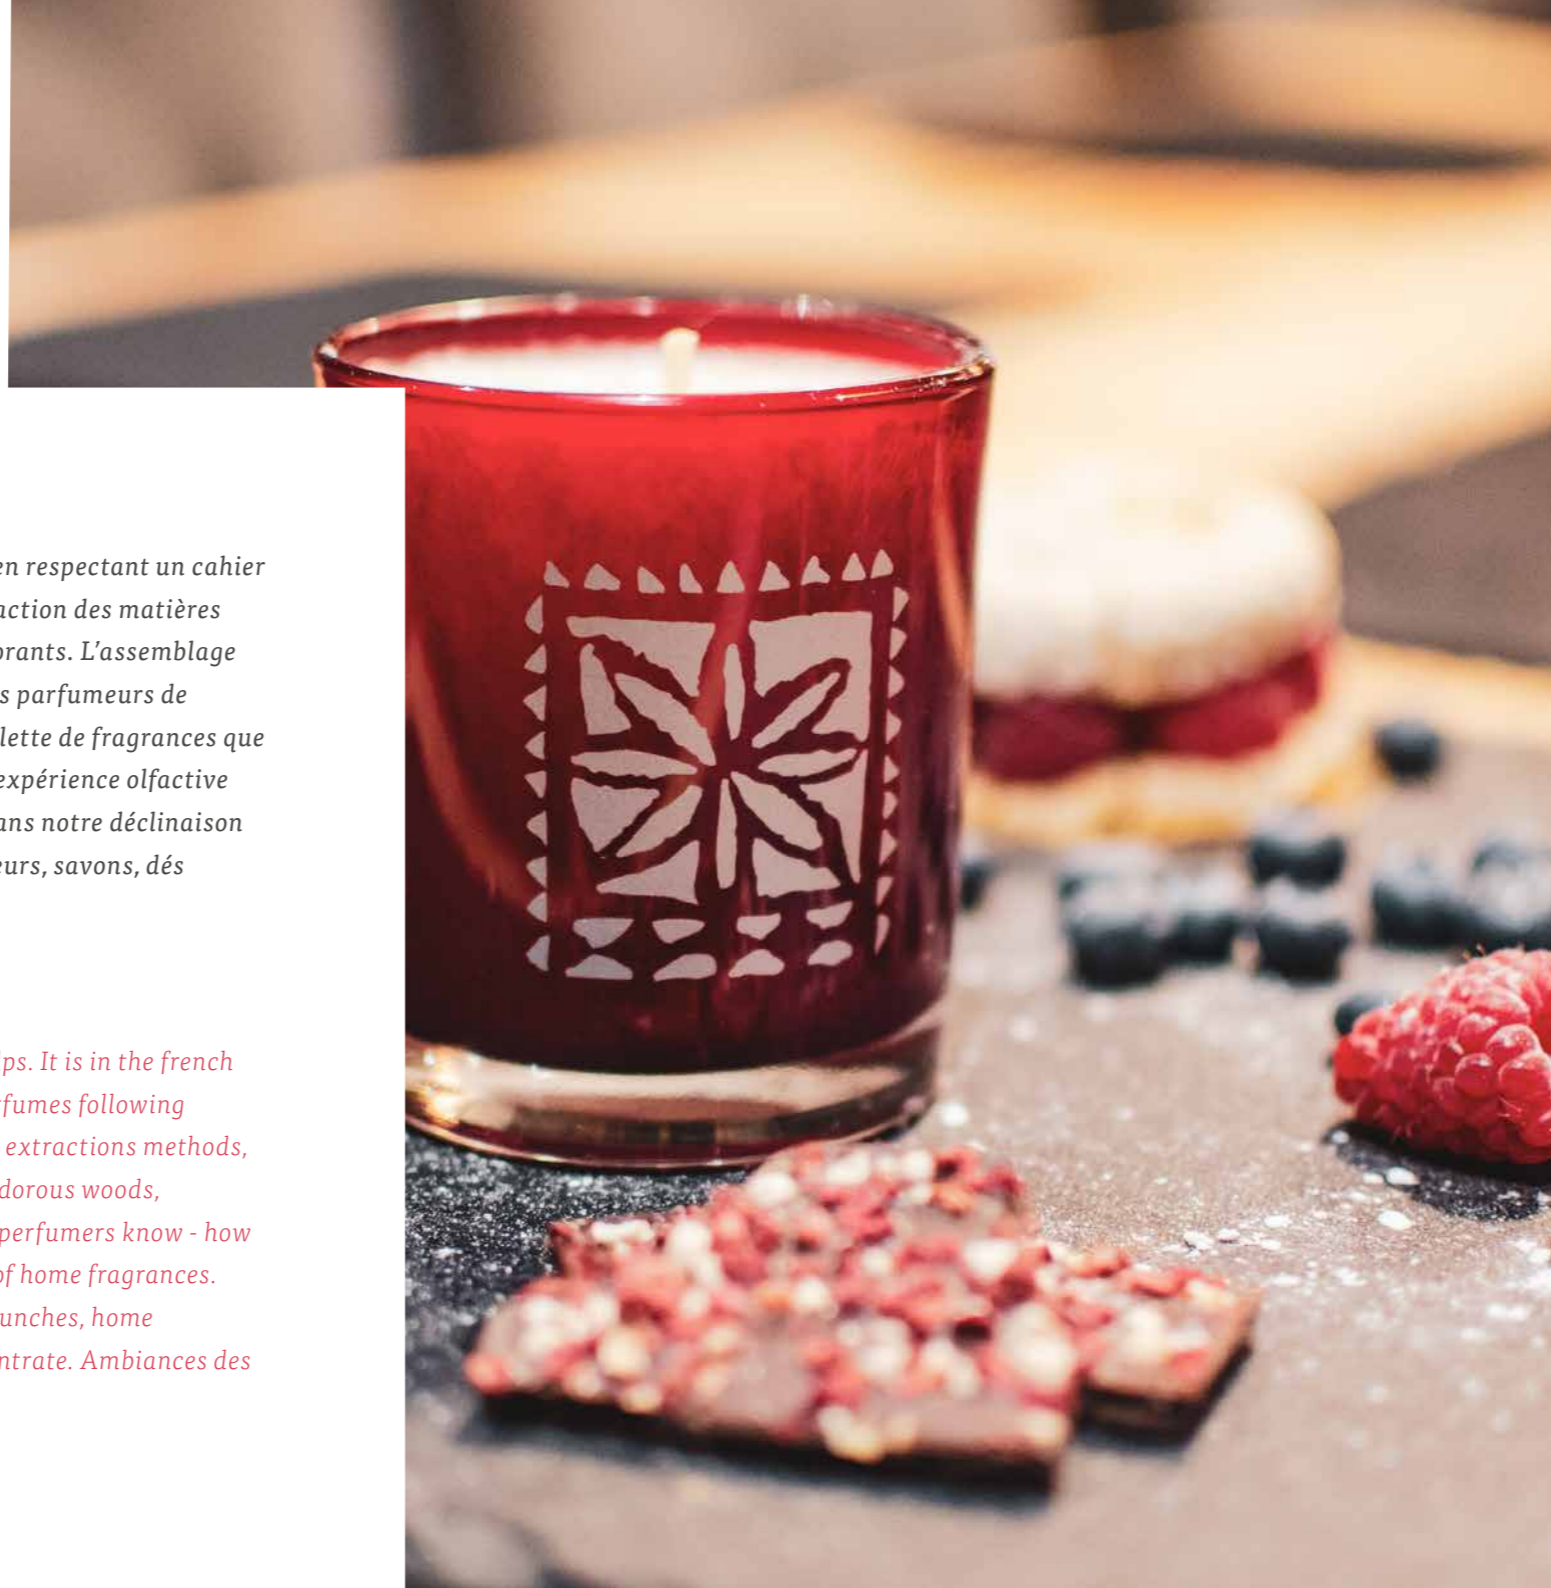 en respectant un cahier
action des matières
orants. L'assemblage
s parfumeurs de
lette de fragrances que
expérience olfactive
ans notre déclinaison
eurs, savons, dés
ps. It is in the french
fumes following
extractions methods,
dorous woods,
perfumers know - how
of home fragrances.
unches, home
ntrate. Ambiances des